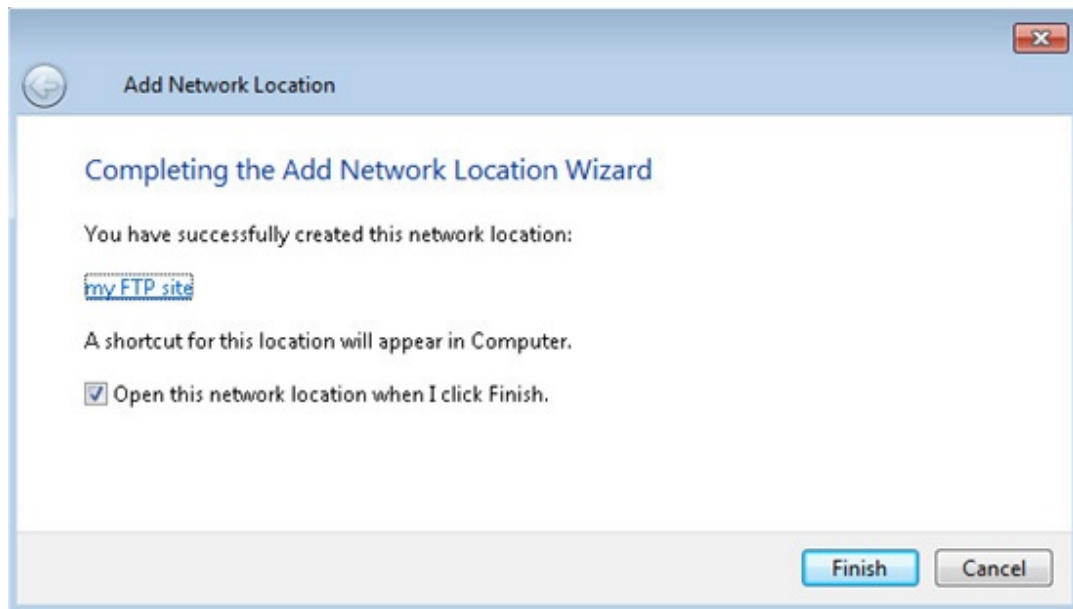 Add Network Location
Completing the Add Network Location Wizard
You have successfully created this network location:
my FTP site
A shortcut for this location will appear in Computer.
Open this network location when I click Finish.
Finish Cancel